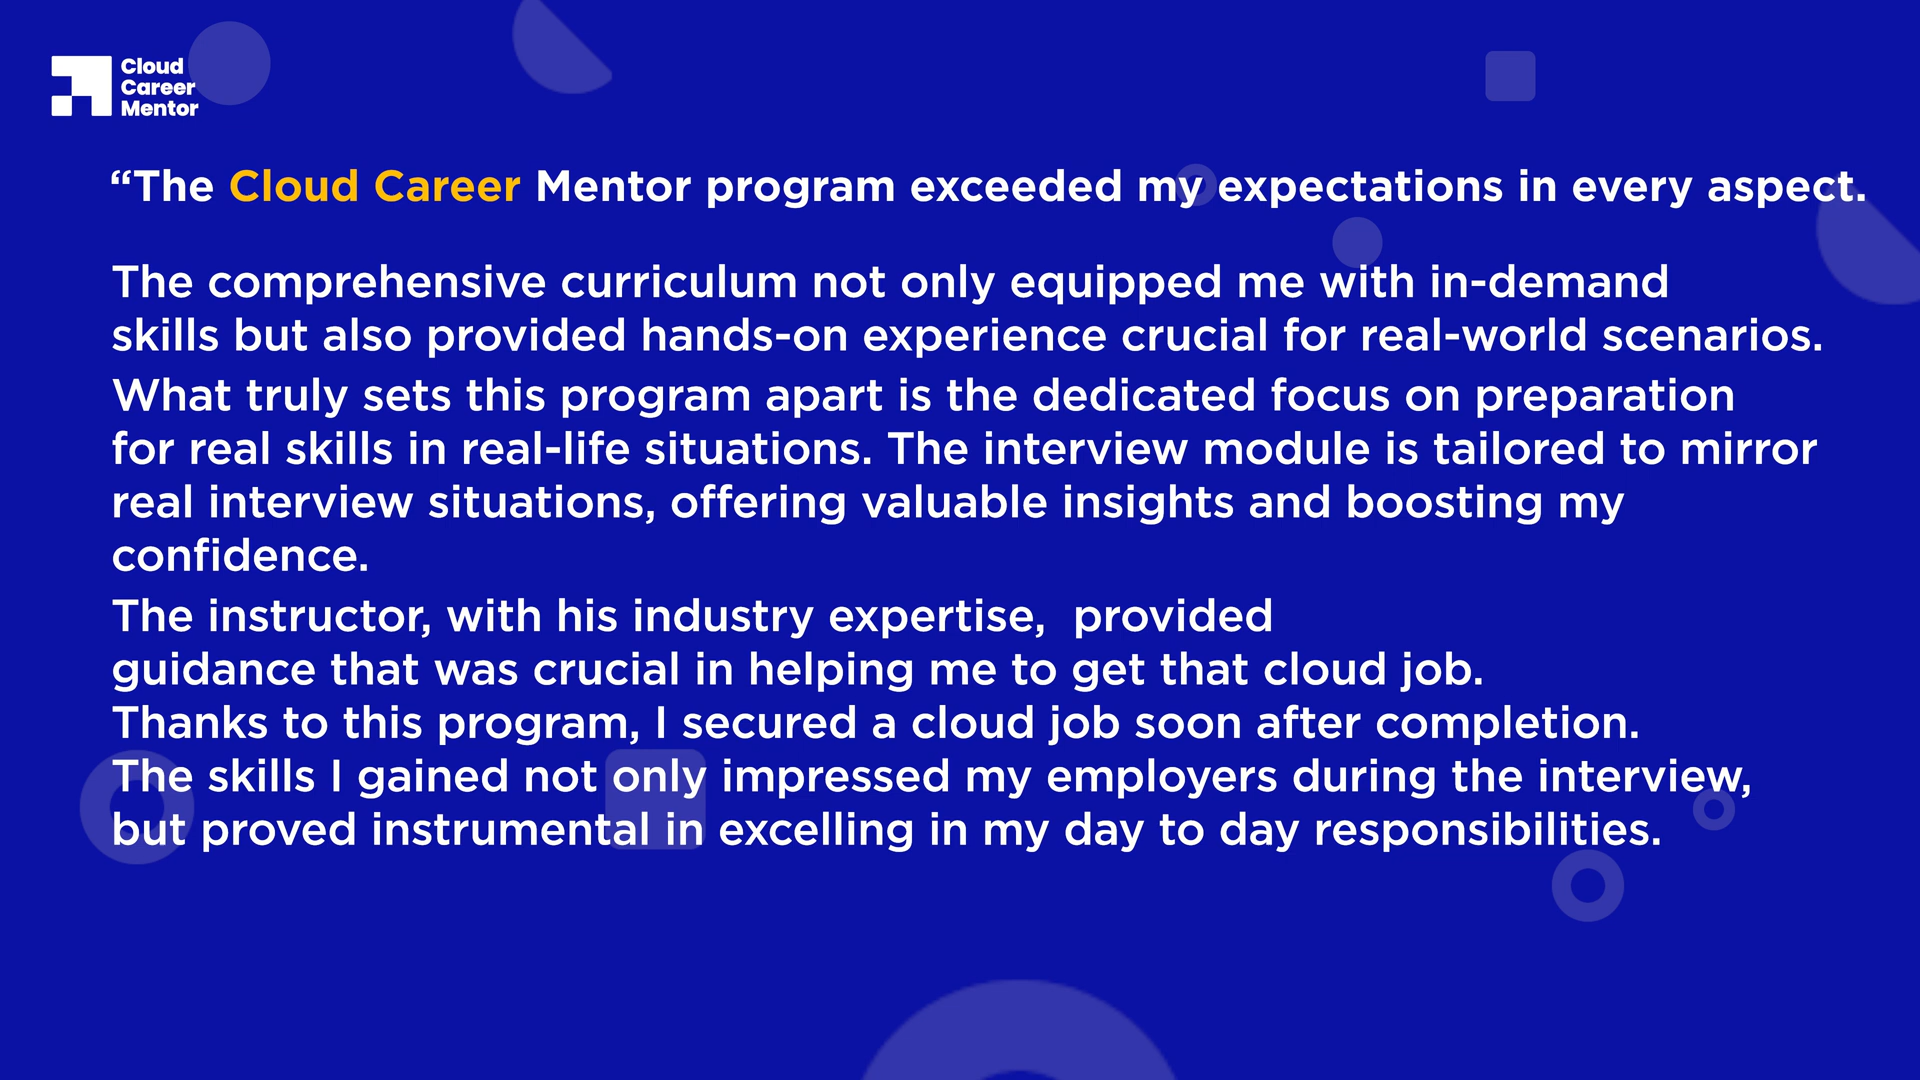 Cloud
Career
Mentor
“The Cloud Career Mentor program exceeded my expectations in every aspect.
The comprehensive curriculum not only equipped me with in-demand
skills but also provided hands-on experience crucial for real-world scenarios.
What truly sets this program apart is the dedicated focus on preparation
for real skills in real-life situations. The interview module is tailored to mirror
real interview situations, offering valuable insights and boosting my
confidence.
The instructor, with his industry expertise,  provided
guidance that was crucial in helping me to get that cloud job.
Thanks to this program, I secured a cloud job soon after completion.
The skills I gained not only impressed my employers during the interview,
but proved instrumental in excelling in my day to day responsibilities.